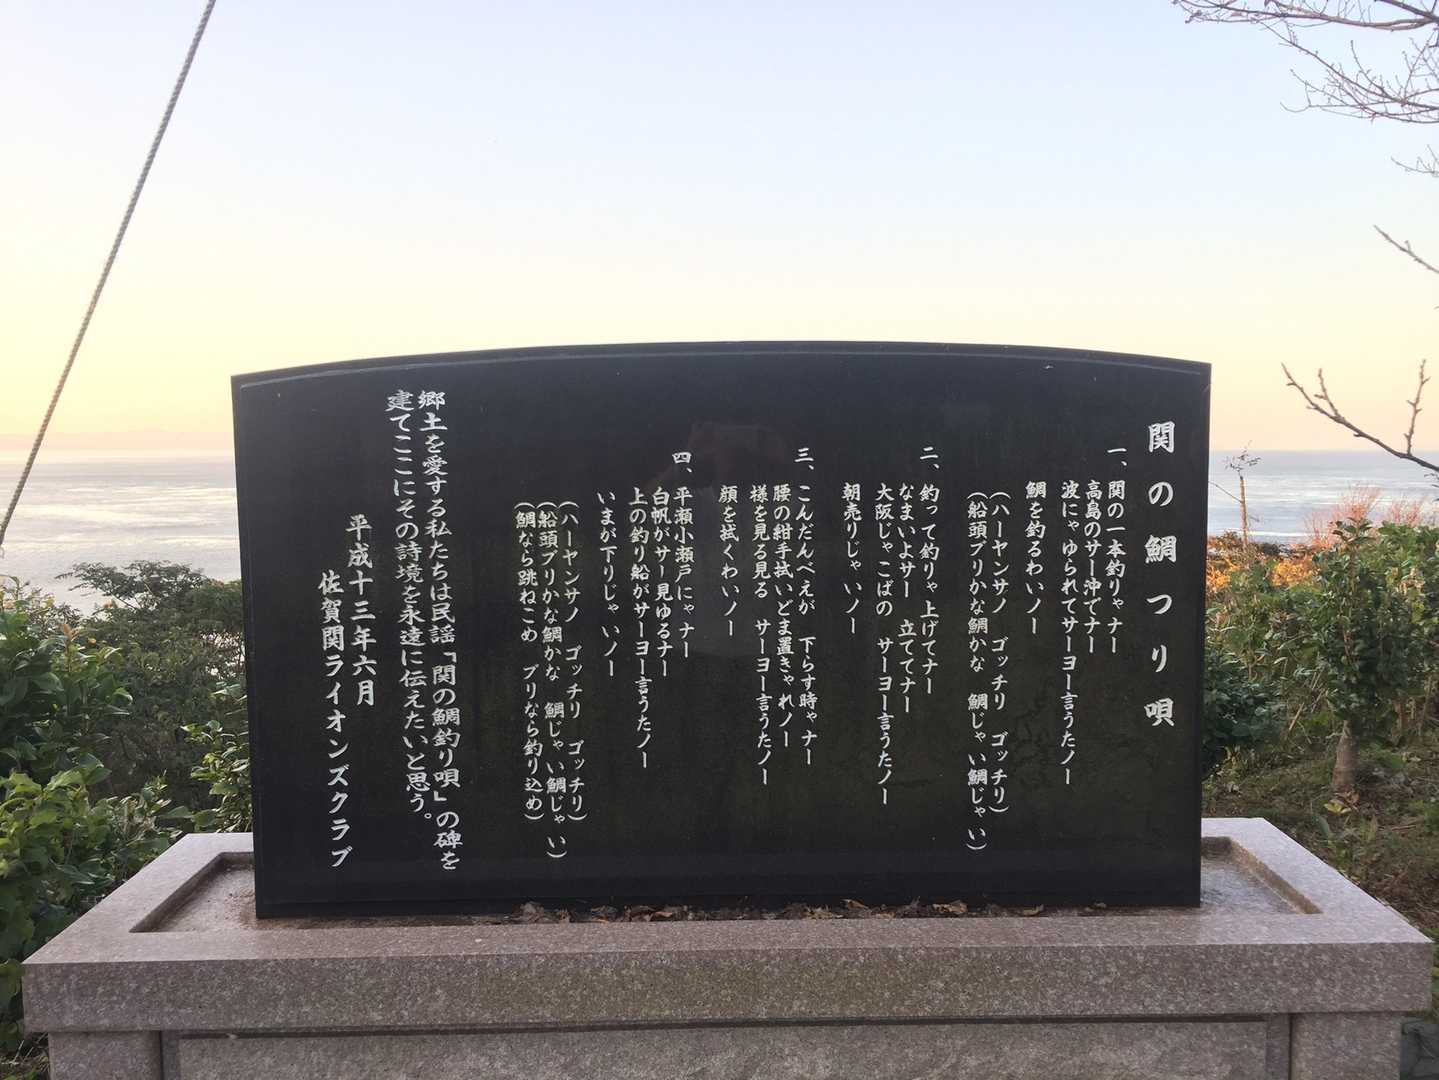 関の鯛つり唄
一、関の一本釣りゃナー
高島のサー沖でナー
波にゃゆられてサーヨー言うたノー
鯛を釣るわいノー
(ハーヤンサノ ゴッチリ ゴッチリ)
(船頭ブリかな鯛かな 鯛じゃい鯛じゃい)
二、釣って釣りゃ上げてナー
なまいよサー 立ててナー
大阪じゃこばの サーヨー言うたノー
朝売りじゃいノー
三、こんだんべえが 下らす時ゃナー
腰の紺手拭いどま置きゃれノー
様を見る見る サーヨー言うたノー
顔を拭くわいノー
四、平瀬小瀬戸にゃナー
白帆がサー見ゆるナー
上の釣り船がサーヨー言うたノー
いまが下りじゃいノー
(ハーヤンサノ ゴッチリ ゴッチリ)
(船頭ブリかな鯛かな 鯛じゃい鯛じゃい)
(鯛なら跳ねこめ ブリなら釣り込め)
郷土を愛する私たちは民謡「関の鯛釣り唄」の碑を
建てここにその詩境を永遠に伝えたいと思う。
平成十三年六月
佐賀関ライオンズクラブ